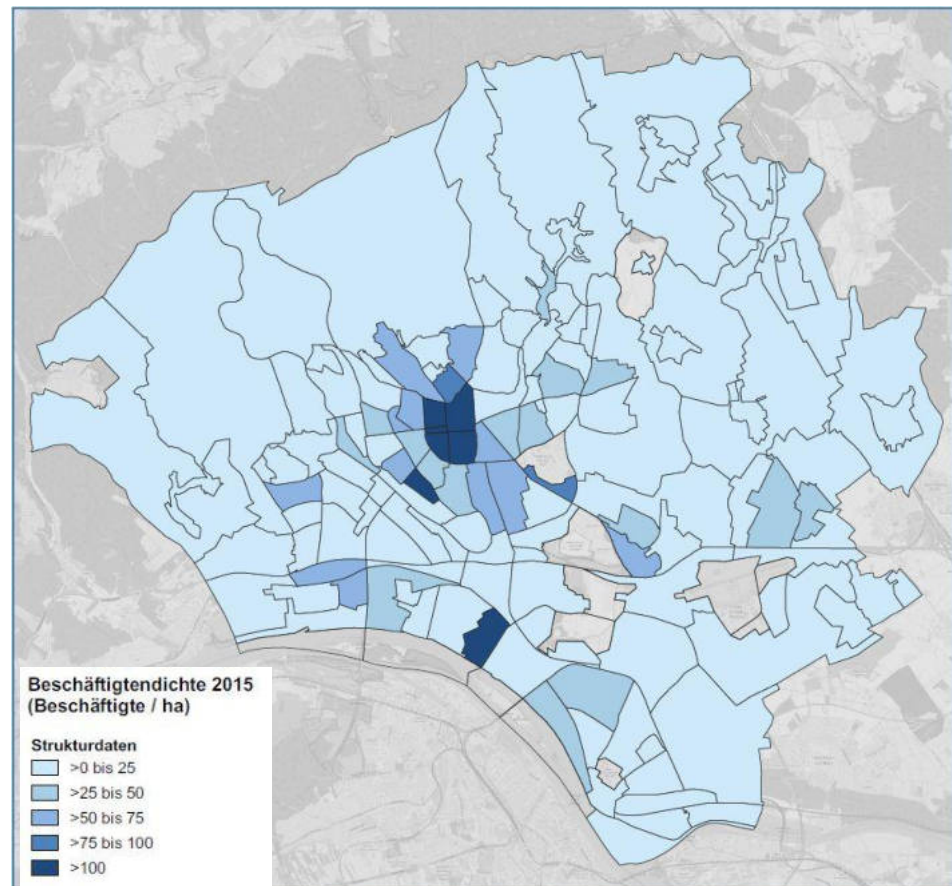 Beschäftigtendichte 2015
(Beschäftigte / ha)
Strukturdaten
>0 bis 25
>25 bis 50
>50 bis 75
>75 bis 100
>100